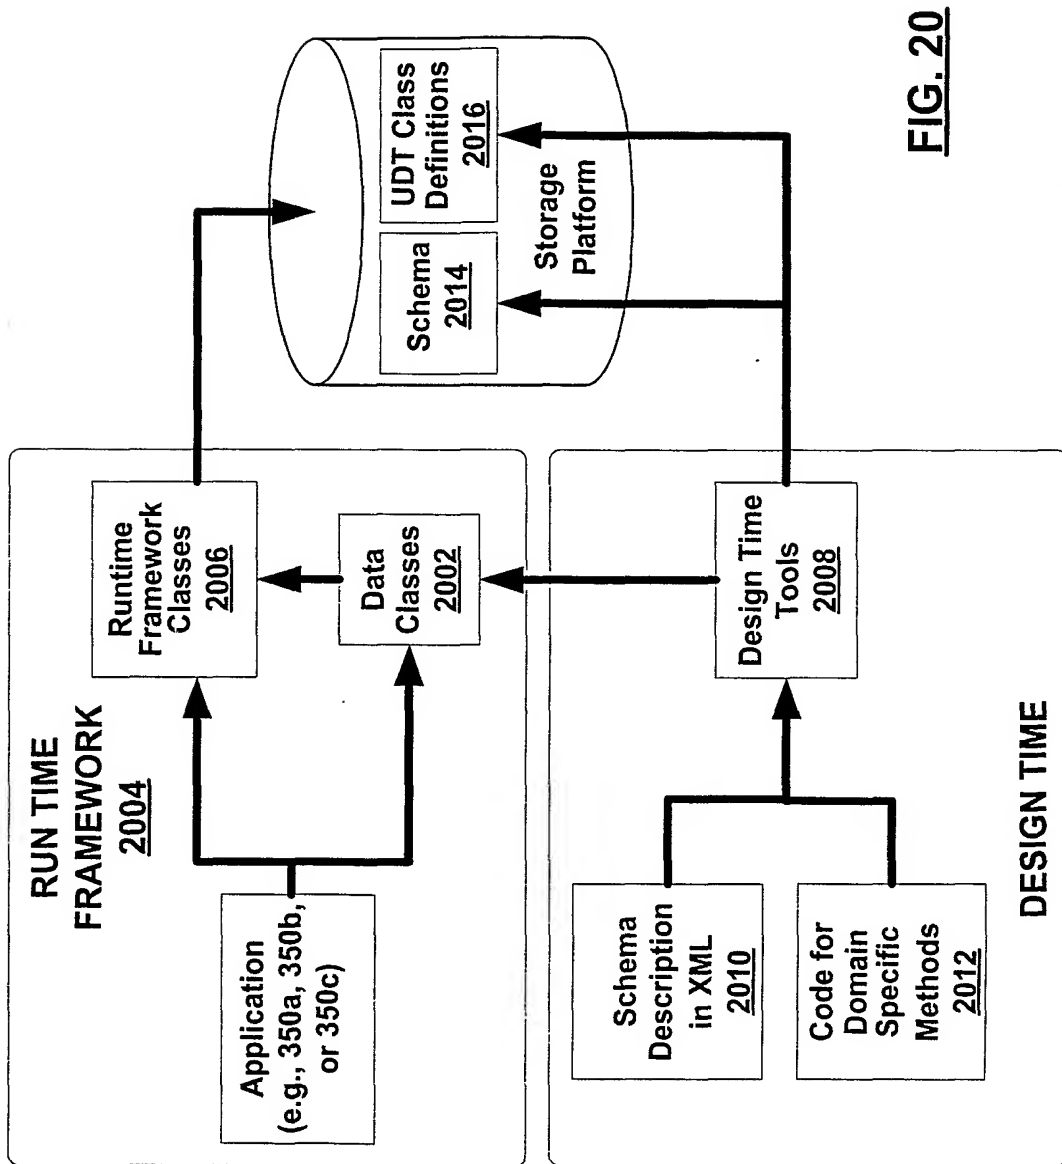 RUN TIME
FRAMEWORK
2004
Application
(e.g., 350a, 350b,
or 350c)
Runtime
Framework
Classes
2006
Data
Classes
2002
Schema
Description
in XML
2010
Code for
Domain
Specific
Methods
2012
Design Time
Tools
2008
DESIGN TIME
Schema
2014
UDT Class
Definitions
2016
Storage
Platform
FIG. 20